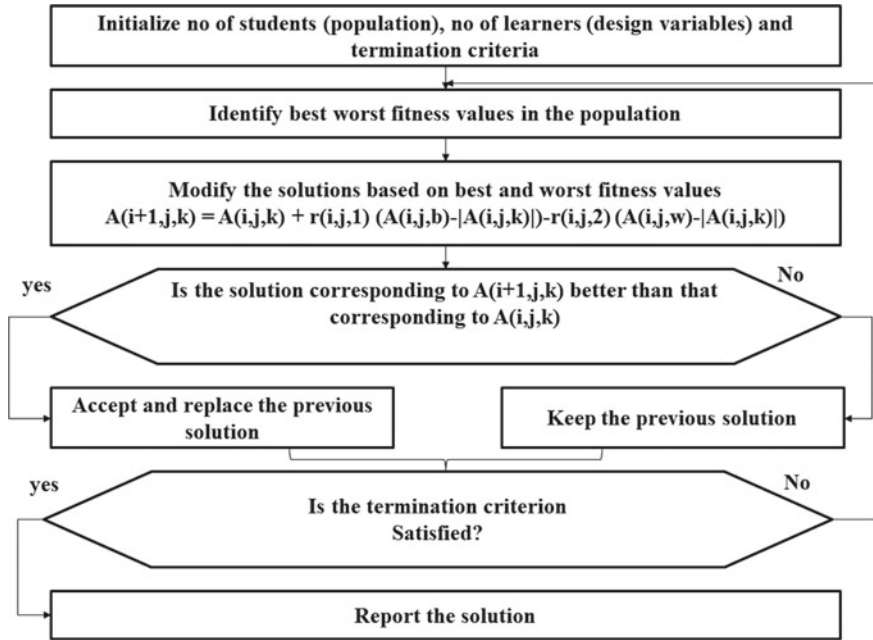 Initialize no of students (population), no of learners (design variables) and
termination criteria
Identify best worst fitness values in the population
Modify the solutions based on best and worst fitness values
A(i+1,j,k) = A(i,j,k) + r(i,j,1) (A(i,j,b)-|A(i,j,k)|)-r(i,j,2) (A(i,j,w)-|A(i,j,k)|)
yes
No
Is the solution corresponding to A(i+1,j,k) better than that
corresponding to A(i,j,k)
Accept and replace the previous
solution
Keep the previous solution
yes
No
Is the termination criterion
Satisfied?
Report the solution